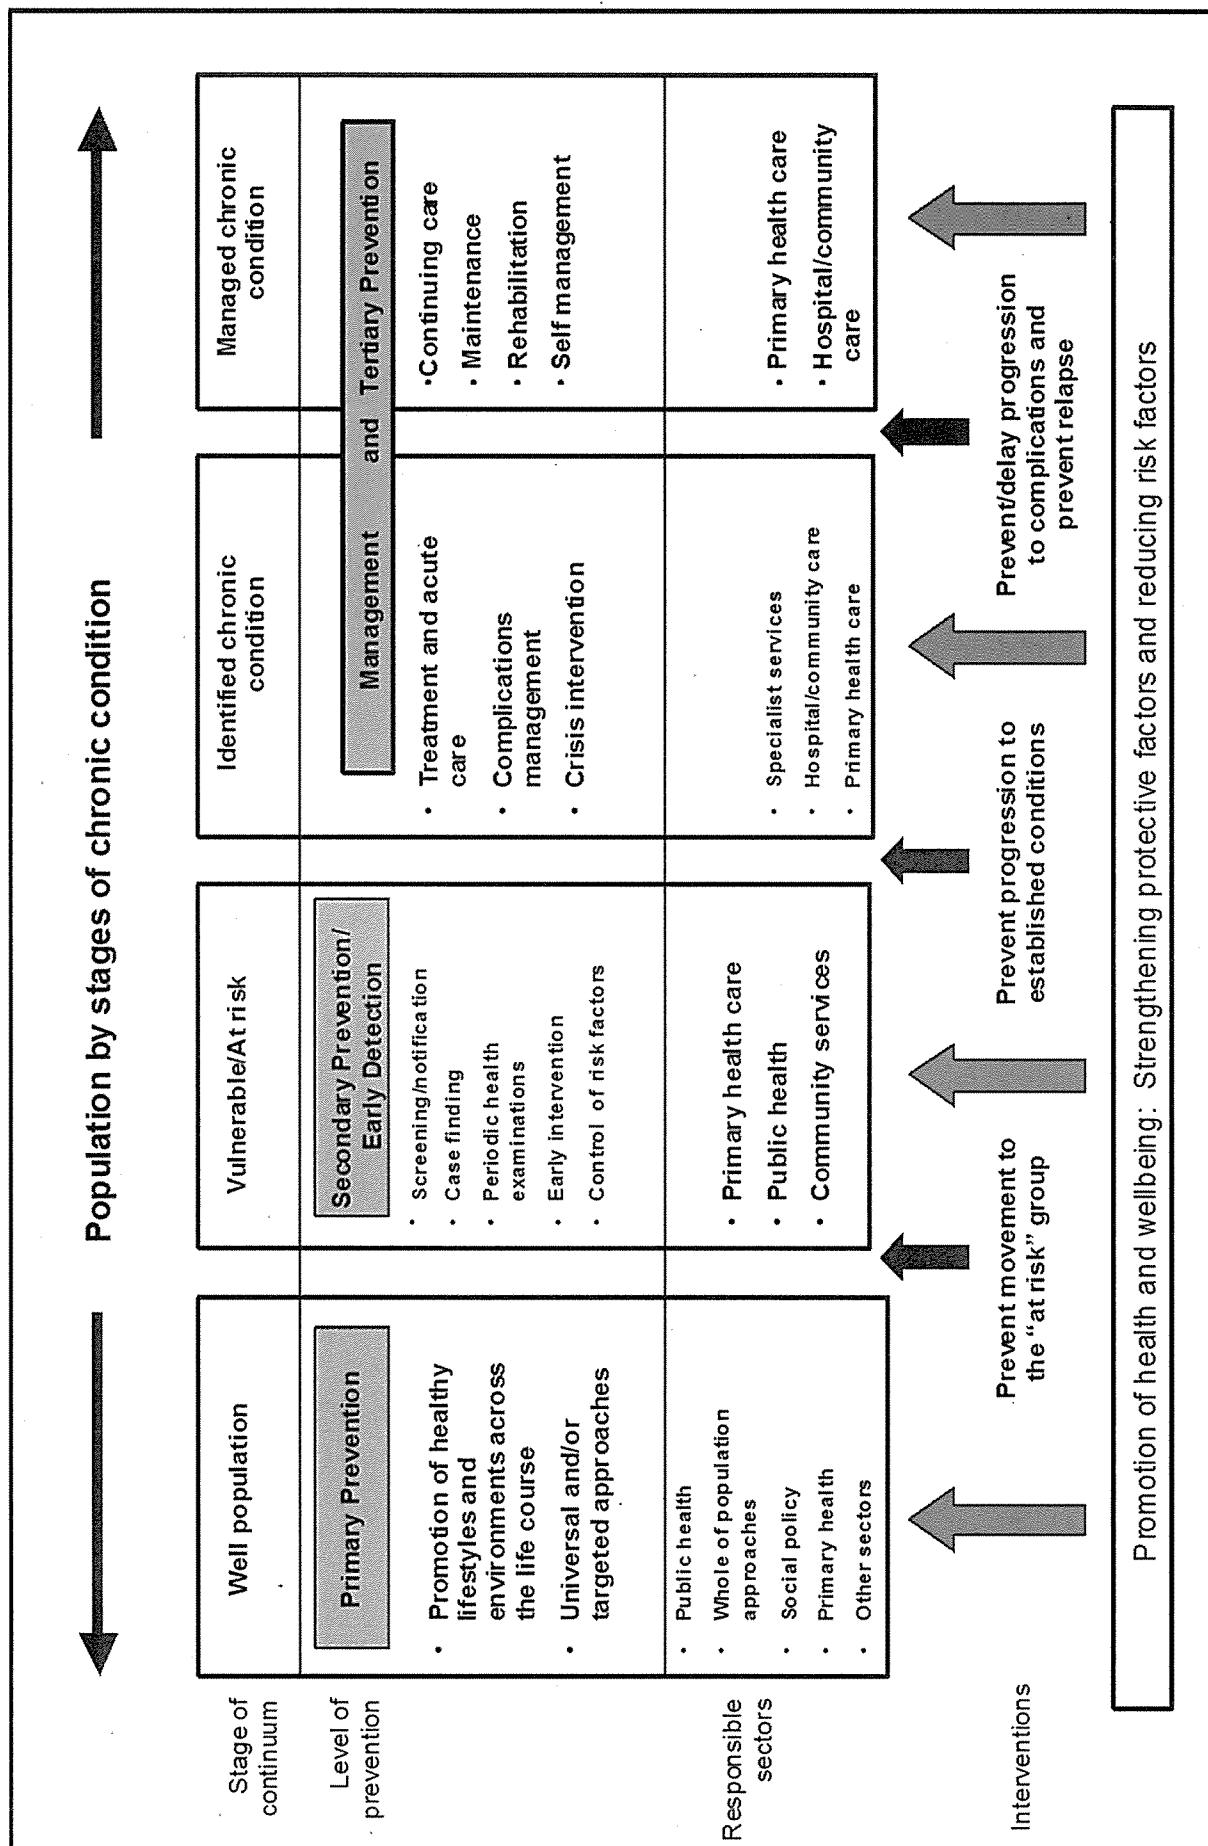 Population by stages of chronic condition
Stage of
continuum
Well population
Vulnerable/At risk
Identified chronic
condition
Managed chronic
condition
Level of
prevention
Primary Prevention
• Promotion of healthy
lifestyles and
environments across
the life course
• Universal and/or
targeted approaches
Secondary Prevention/
Early Detection
• Screening/notification
• Case finding
• Periodic health
examinations
• Early intervention
• Control of risk factors
Management and Tertiary Prevention
• Treatment and acute
care
• Complications
management
• Crisis intervention
• Continuing care
• Maintenance
• Rehabilitation
• Self management
Responsible
sectors
• Public health
• Whole of population
approaches
• Social policy
• Primary health
• Other sectors
• Primary health care
• Public health
• Community services
• Specialist services
• Hospital/community care
• Primary health care
• Primary health care
• Hospital/community
care
Interventions
Prevent movement to
the "at risk" group
Prevent progression to
established conditions
Prevent/delay progression
to complications and
prevent relapse
Promotion of health and wellbeing: Strengthening protective factors and reducing risk factors